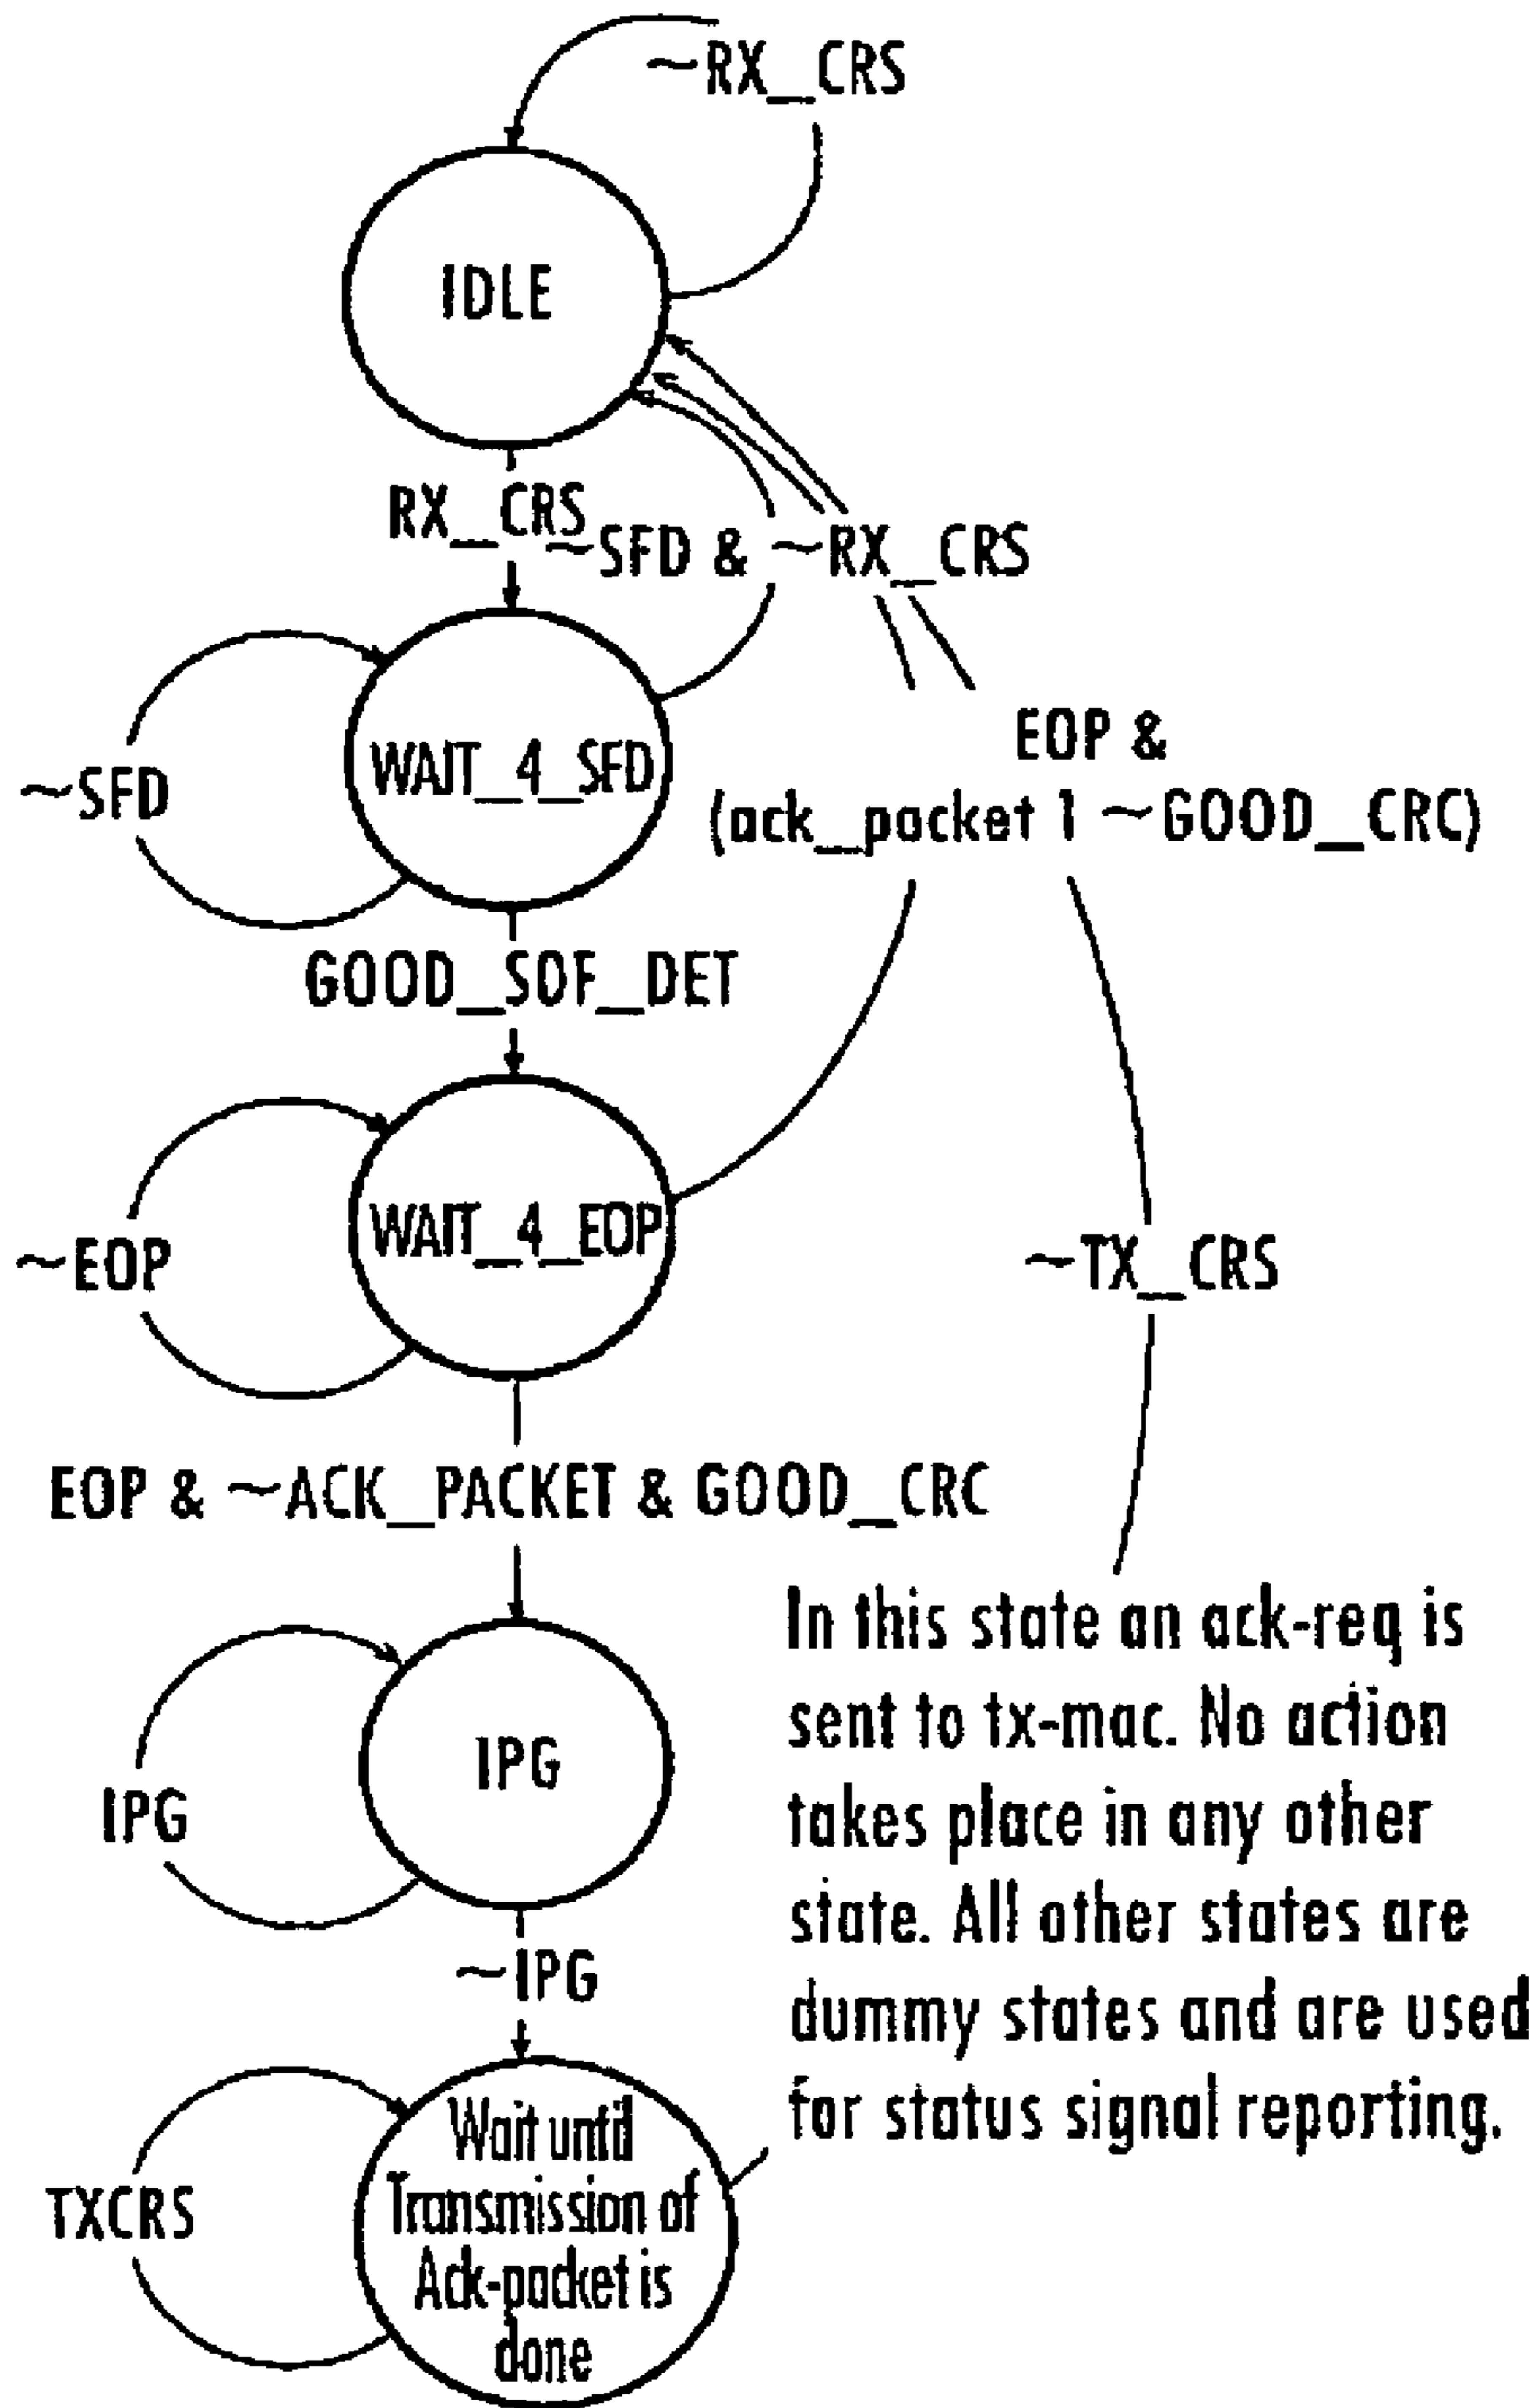 ~RX_CRS
IDLE
RX_CRS
~SFD & ~RX_CRS
WAIT_4_SFD
~SFD
EOP &
(ack_packet | ~GOOD_CRC)
GOOD_SOF_DET
WAIT_4_EOP
~EOP
~TX_CRS
EOP & ~ACK_PACKET & GOOD_CRC
IPG
IPG
~IPG
In this state an ack-req is
sent to tx-mac. No action
takes place in any other
state. All other states are
dummy states and are used
for status signal reporting.
Wait until
Transmission of
Ack-packet is
done
TXCRS